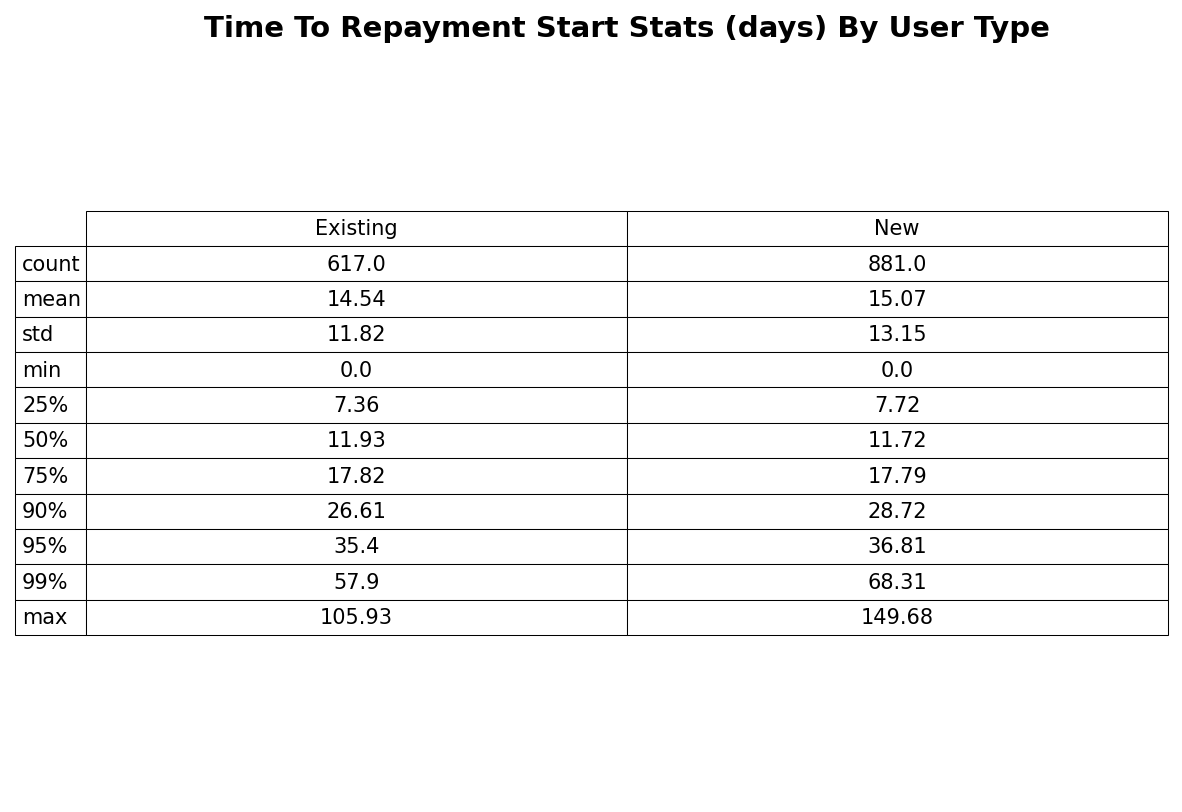 Time To Repayment Start Stats (days) By User Type
Existing New
count 617.0 881.0
mean 14.54 15.07
std 11.82 13.15
min 0.0 0.0
25% 7.36 7.72
50% 11.93 11.72
75% 17.82 17.79
90% 26.61 28.72
95% 35.4 36.81
99% 57.9 68.31
max 105.93 149.68